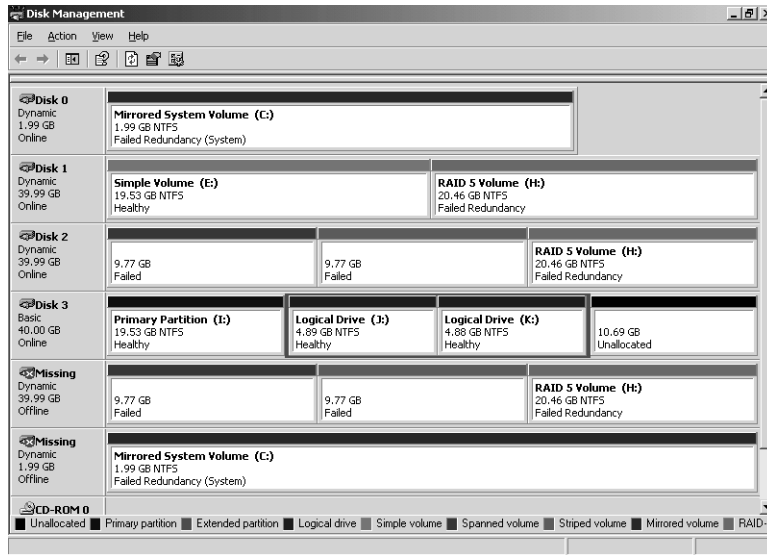 Disk Management
File Action View Help
Disk 0
Dynamic
1.99 GB
Online
Mirrored System Volume (C:)
1.99 GB NTFS
Failed Redundancy (System)
Disk 1
Dynamic
39.99 GB
Online
Simple Volume (E:)
19.53 GB NTFS
Healthy
RAID 5 Volume (H:)
20.46 GB NTFS
Failed Redundancy
Disk 2
Dynamic
39.99 GB
Online
9.77 GB
Failed
9.77 GB
Failed
RAID 5 Volume (H:)
20.46 GB NTFS
Failed Redundancy
Disk 3
Basic
40.00 GB
Online
Primary Partition (I:)
19.53 GB NTFS
Healthy
Logical Drive (J:)
4.89 GB NTFS
Healthy
Logical Drive (K:)
4.88 GB NTFS
Healthy
10.69 GB
Unallocated
Missing
Dynamic
39.99 GB
Offline
9.77 GB
Failed
9.77 GB
Failed
RAID 5 Volume (H:)
20.46 GB NTFS
Failed Redundancy
Missing
Dynamic
1.99 GB
Offline
Mirrored System Volume (C:)
1.99 GB NTFS
Failed Redundancy (System)
CD-ROM 0
Unallocated Primary partition Extended partition Logical drive Simple volume Spanned volume Striped volume Mirrored volume RAID-